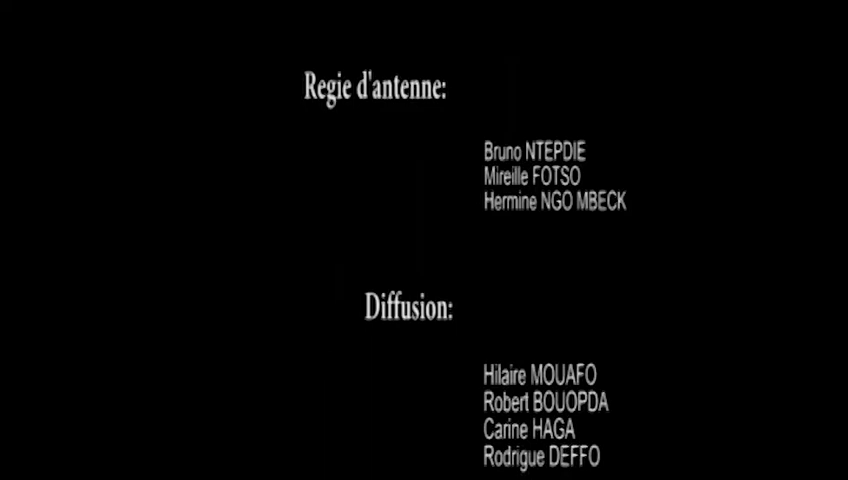 Regie d'antenne:
Bruno NTEPDIE
Mireille FOTSO
Hermine NGO MBECK
Diffusion:
Hilaire MOUAFO
Robert BOUOPDA
Carine HAGA
Rodrigue DEFFO